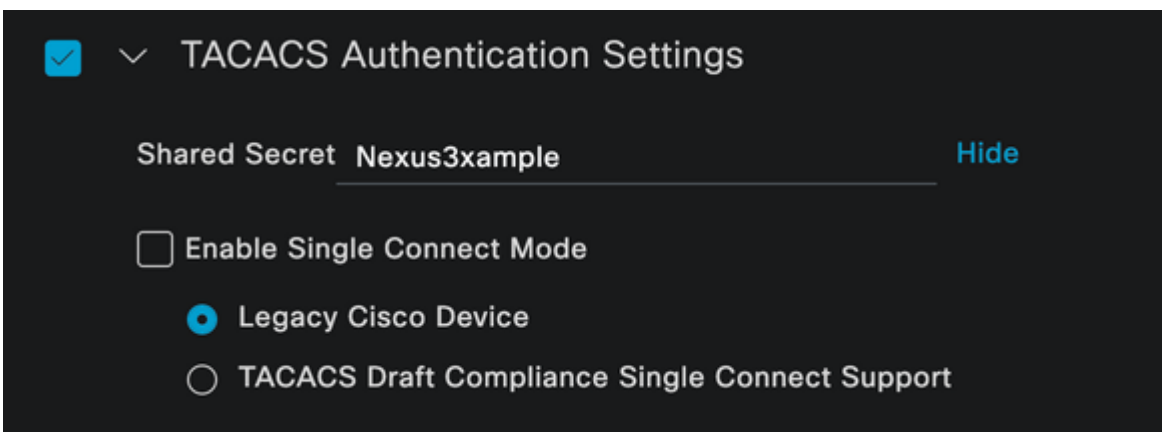 TACACS Authentication Settings
Shared Secret Nexus3xample Hide
Enable Single Connect Mode
Legacy Cisco Device
TACACS Draft Compliance Single Connect Support